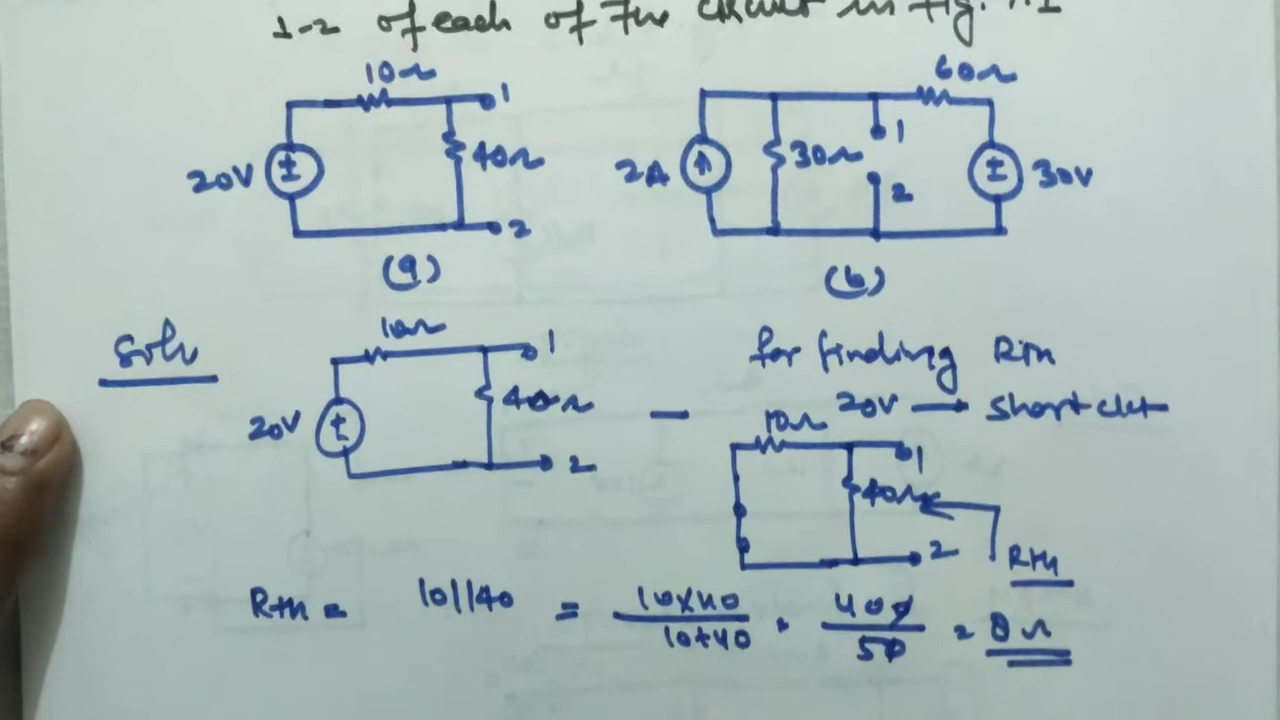 1-2 of each of the circuit in fig. 1.1
10Ω 1
20V ± 40Ω
2
(a)
60Ω
2A 30Ω 1
2
± 30V
(b)
Soln
10Ω 1
20V ± 40Ω
2
for finding RTH
20V → short ckt
10Ω 1
40Ω
2 RTH
RTH = 10||40 = 10×40 / 10+40 = 400 / 50 = 8Ω